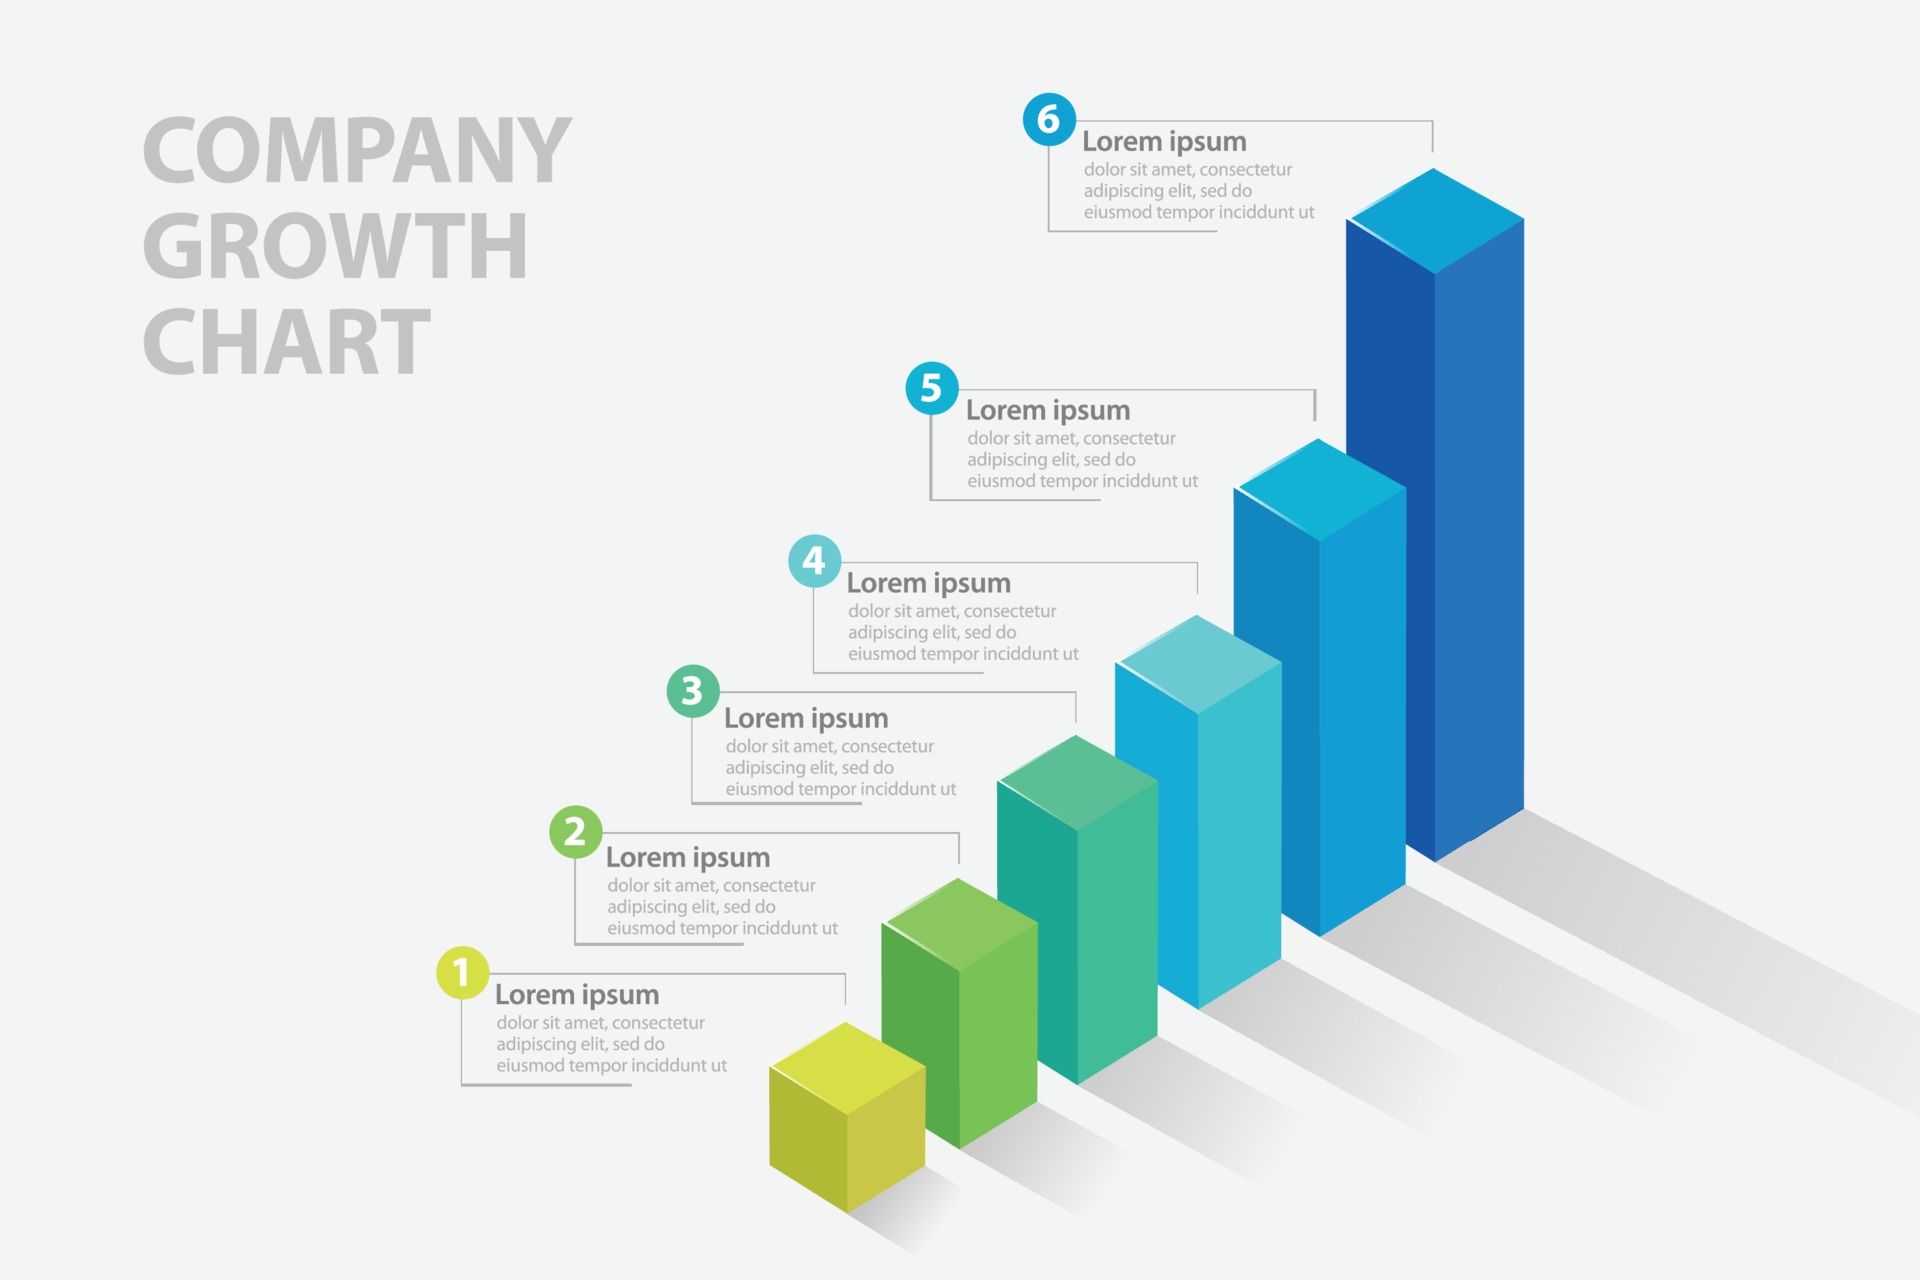 COMPANY
GROWTH
CHART
6
Lorem ipsum
dolor sit amet, consectetur
adipiscing elit, sed do
eiusmod tempor inciddunt ut
5
Lorem ipsum
dolor sit amet, consectetur
adipiscing elit, sed do
eiusmod tempor inciddunt ut
4
Lorem ipsum
dolor sit amet, consectetur
adipiscing elit, sed do
eiusmod tempor inciddunt ut
3
Lorem ipsum
dolor sit amet, consectetur
adipiscing elit, sed do
eiusmod tempor inciddunt ut
2
Lorem ipsum
dolor sit amet, consectetur
adipiscing elit, sed do
eiusmod tempor inciddunt ut
1
Lorem ipsum
dolor sit amet, consectetur
adipiscing elit, sed do
eiusmod tempor inciddunt ut